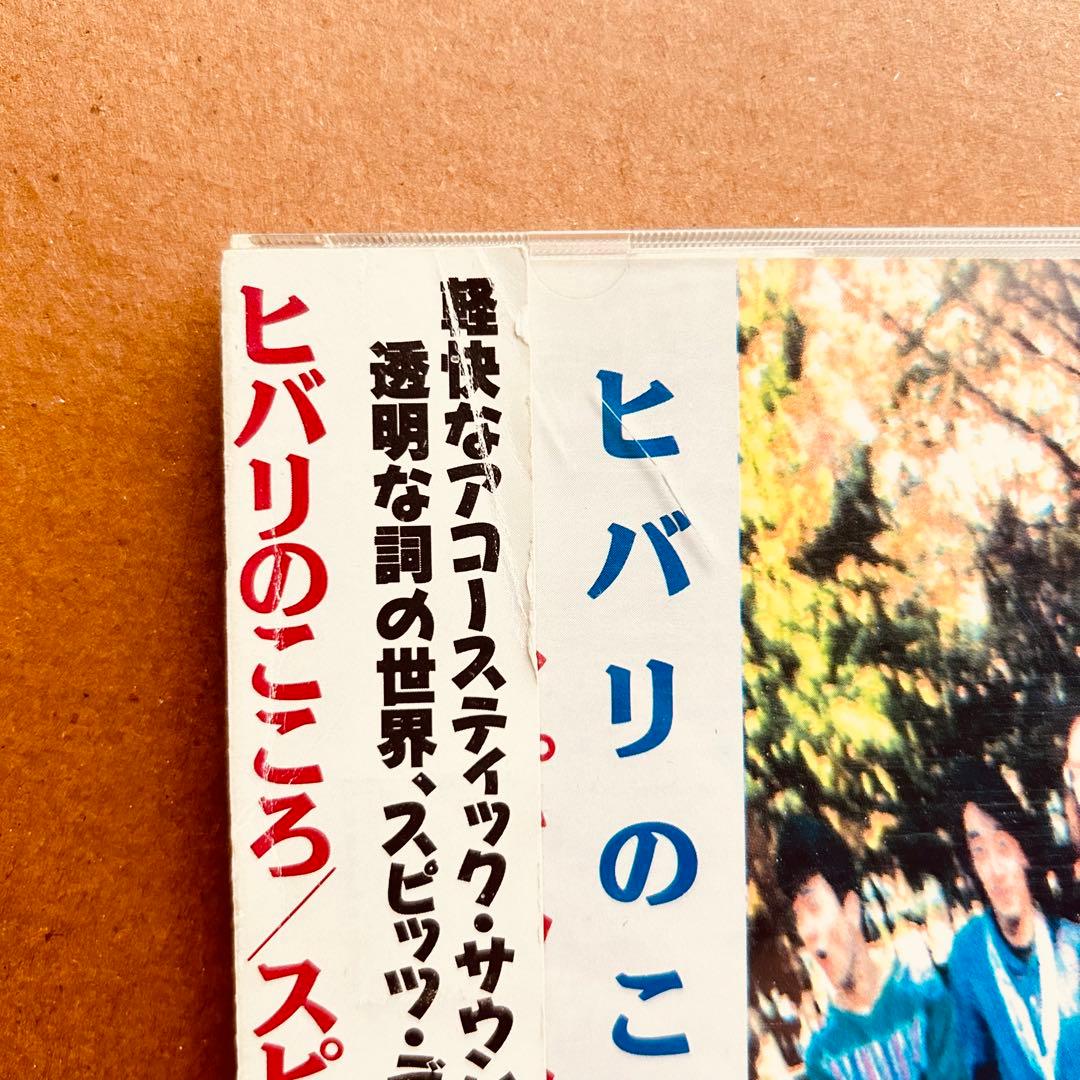 ヒバリのこころ/スピ
軽快なアコースティック・サウン
透明な詞の世界、スピッツ・デ
ヒバリのこ